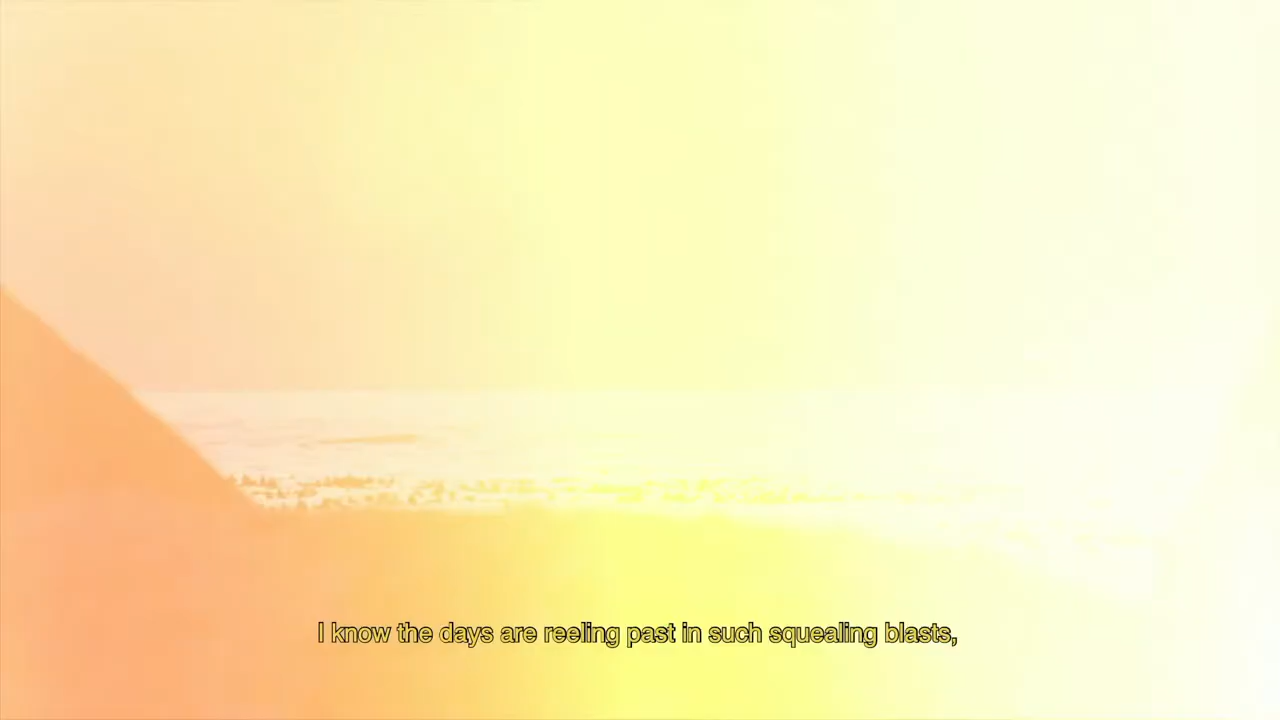 I know the days are reeling past in such squealing blasts,